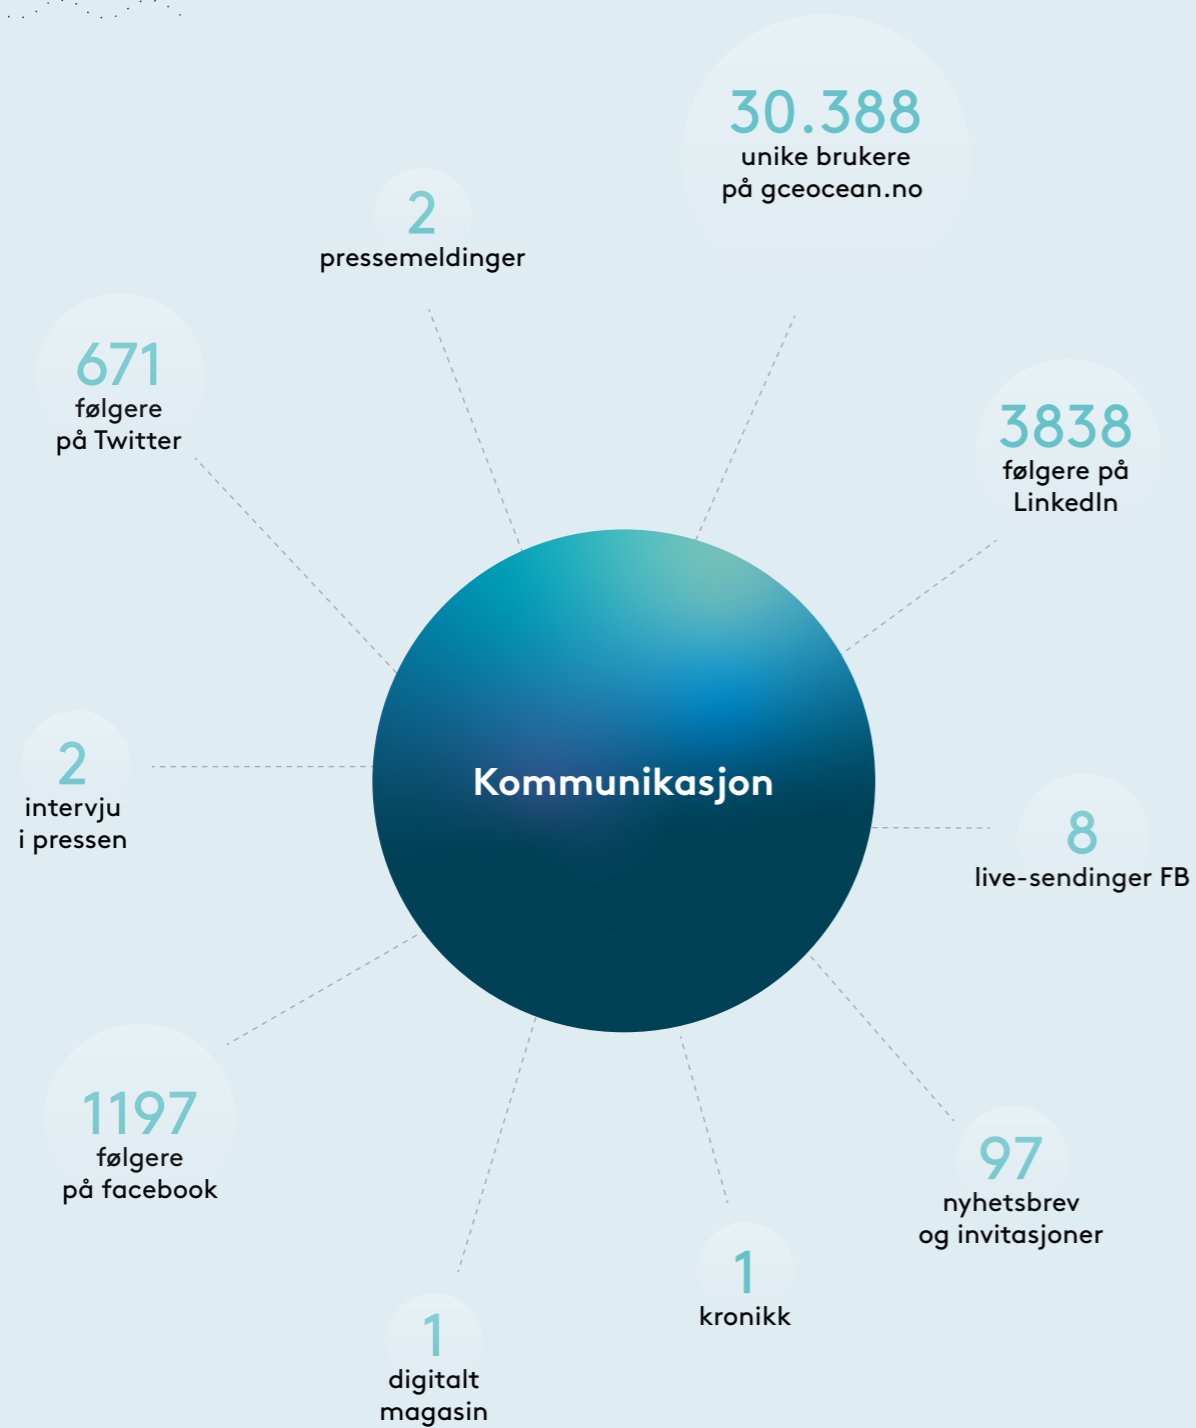 30.388
unike brukere
på gceocean.no
2
pressemeldinger
671
følgere
på Twitter
3838
følgere på
LinkedIn
Kommunikasjon
2
intervju
i pressen
8
live-sendinger FB
1197
følgere
på facebook
97
nyhetsbrev
og invitasjoner
1
kronikk
1
digitalt
magasin